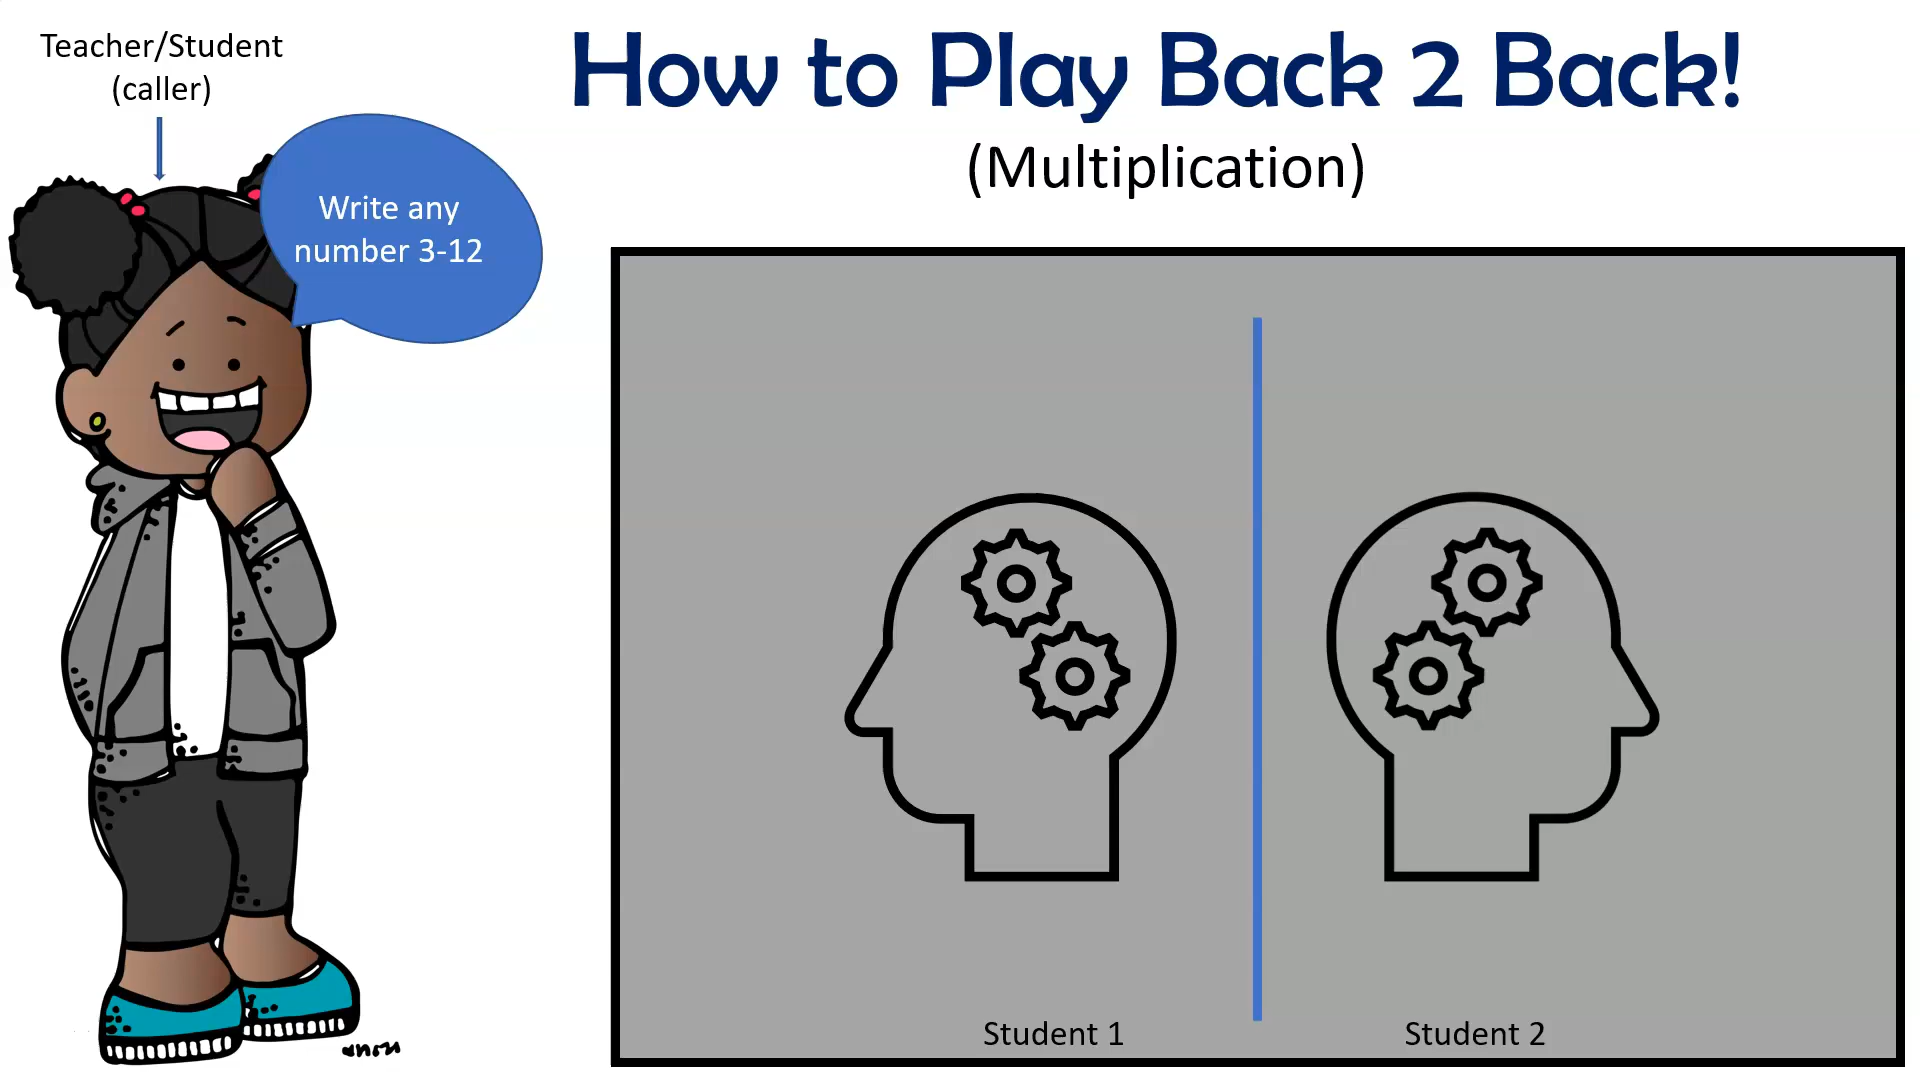 Teacher/Student
(caller)
How to Play Back 2 Back!
(Multiplication)
Write any
number 3-12
Student 1
Student 2